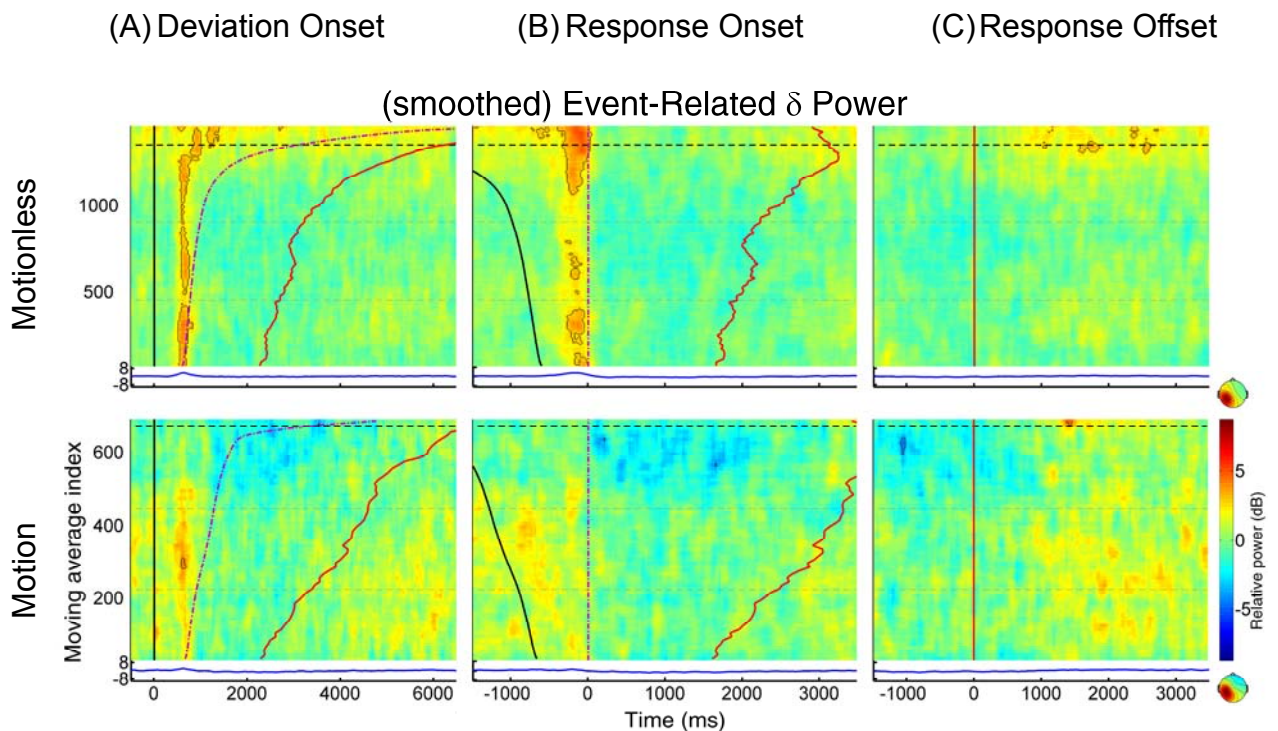 (A) Deviation Onset
(B) Response Onset
(C) Response Offset
(smoothed) Event-Related δ Power
Motionless
1000
500
8
-8
Motion
Moving average index
600
400
200
8
-8
0
2000
4000
6000
-1000
0
1000
2000
3000
-1000
0
1000
2000
3000
Time (ms)
5
0
-5
Relative power (dB)